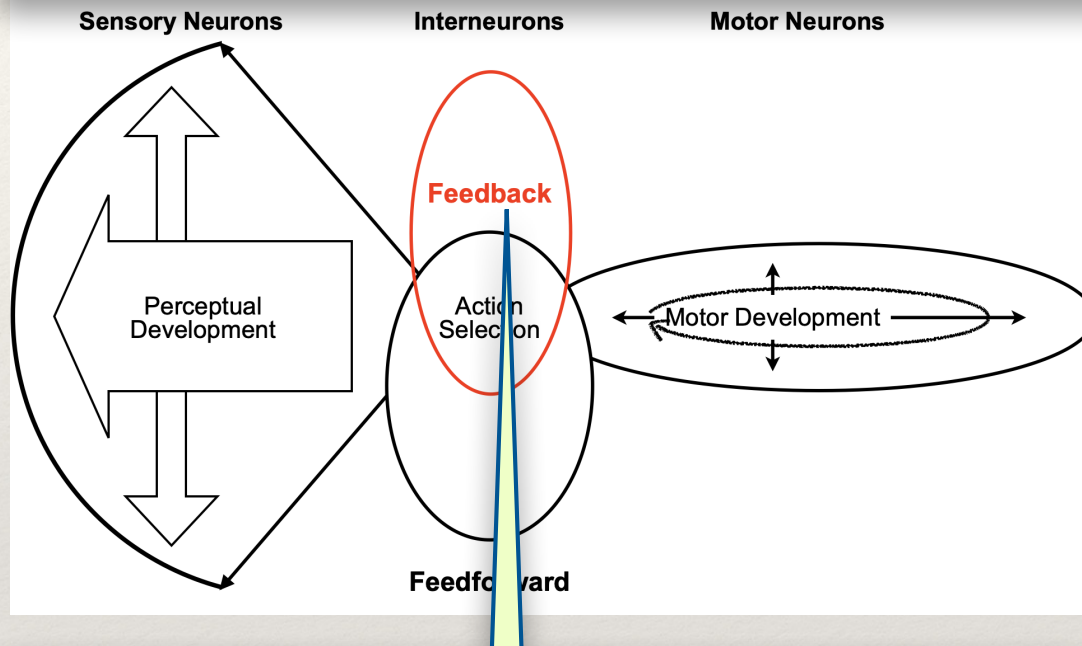 Sensory Neurons
Interneurons
Motor Neurons
Feedback
Perceptual
Development
Action
Selection
Motor Development
Feedforward